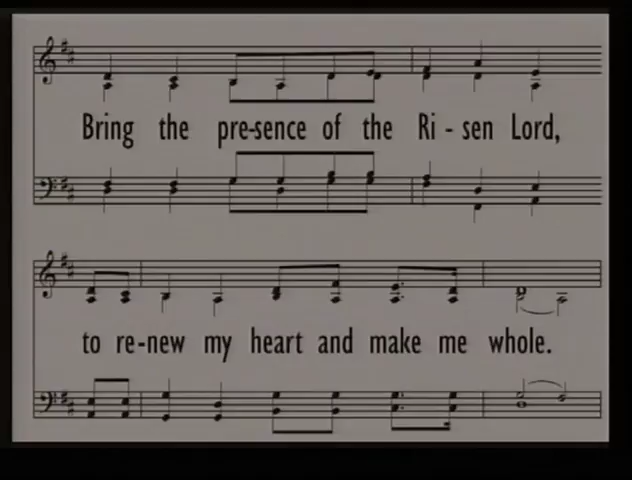 Bring the pre-sence of the Ri - sen Lord,
to re-new my heart and make me whole.